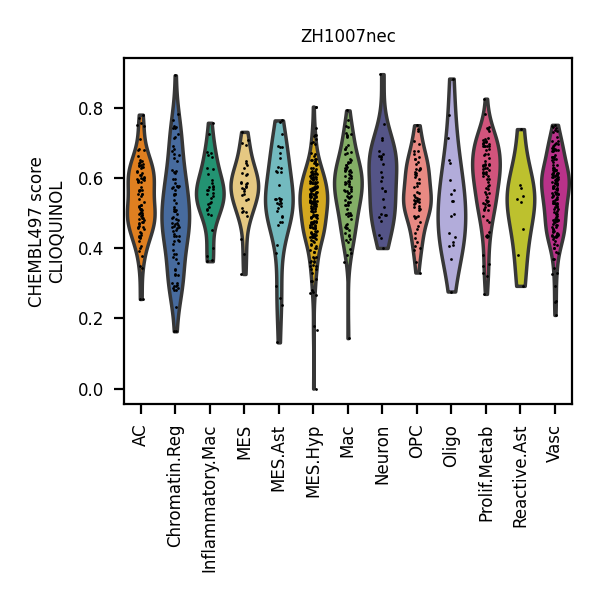 ZH1007nec
CHEMBL497 score
CLIOQUINOL
0.8
0.6
0.4
0.2
0.0
AC
Chromatin.Reg
Inflammatory.Mac
MES
MES.Ast
MES.Hyp
Mac
Neuron
OPC
Oligo
Prolif.Metab
Reactive.Ast
Vasc